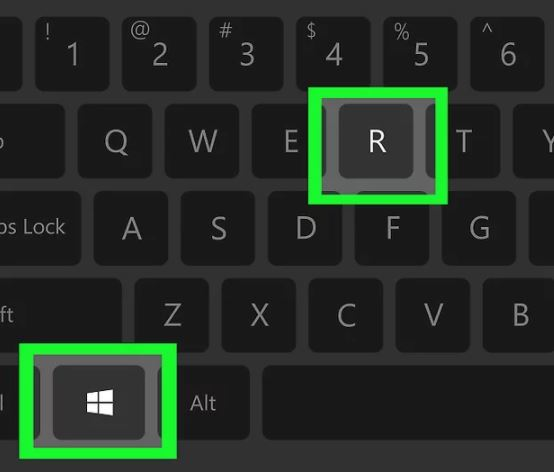 ! @ # $ % ^
1 2 3 4 5 6
Q W E R T Y
ps Lock A S D F G
ft Z X C V B
l Alt